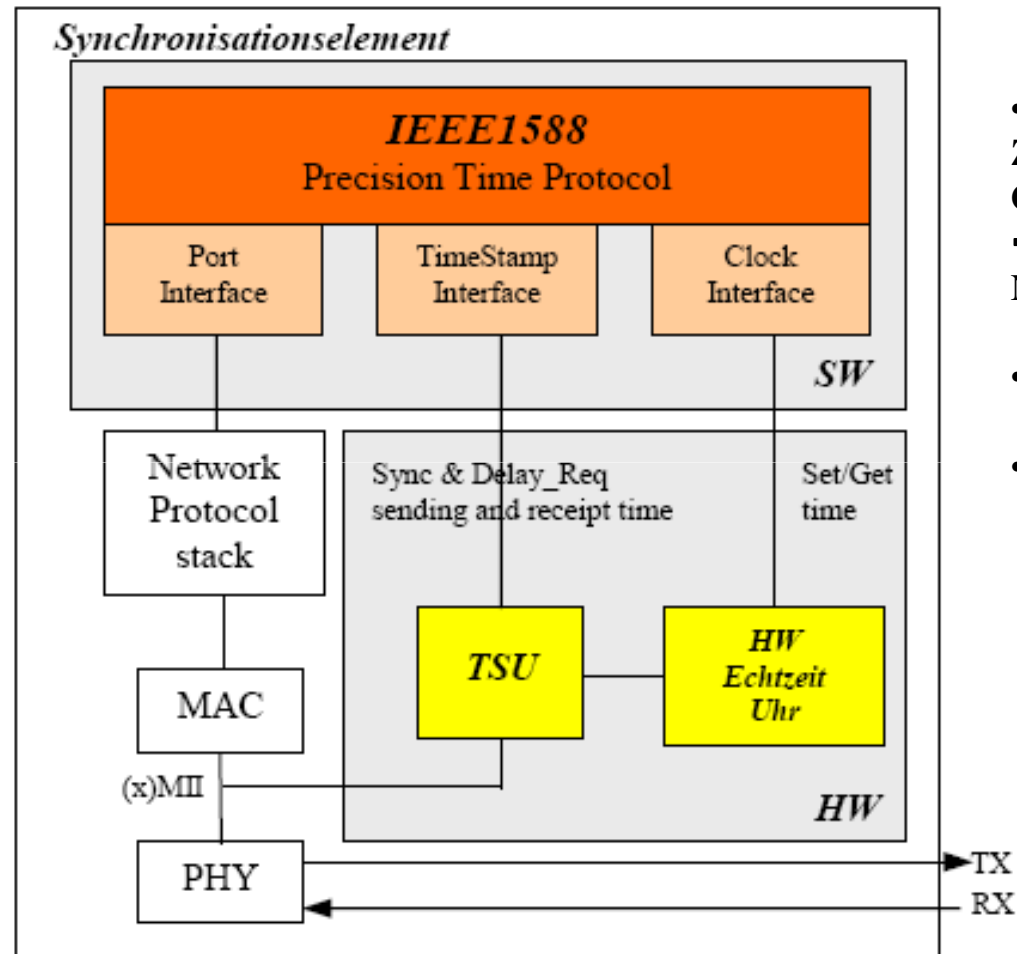 Synchronisationselement
IEEE1588
Precision Time Protocol
Port
Interface
TimeStamp
Interface
Clock
Interface
SW
Network
Protocol
stack
Sync & Delay_Req
sending and receipt time
Set/Get
time
TSU
HW
Echtzeit
Uhr
MAC
(x)MII
HW
PHY
TX
RX